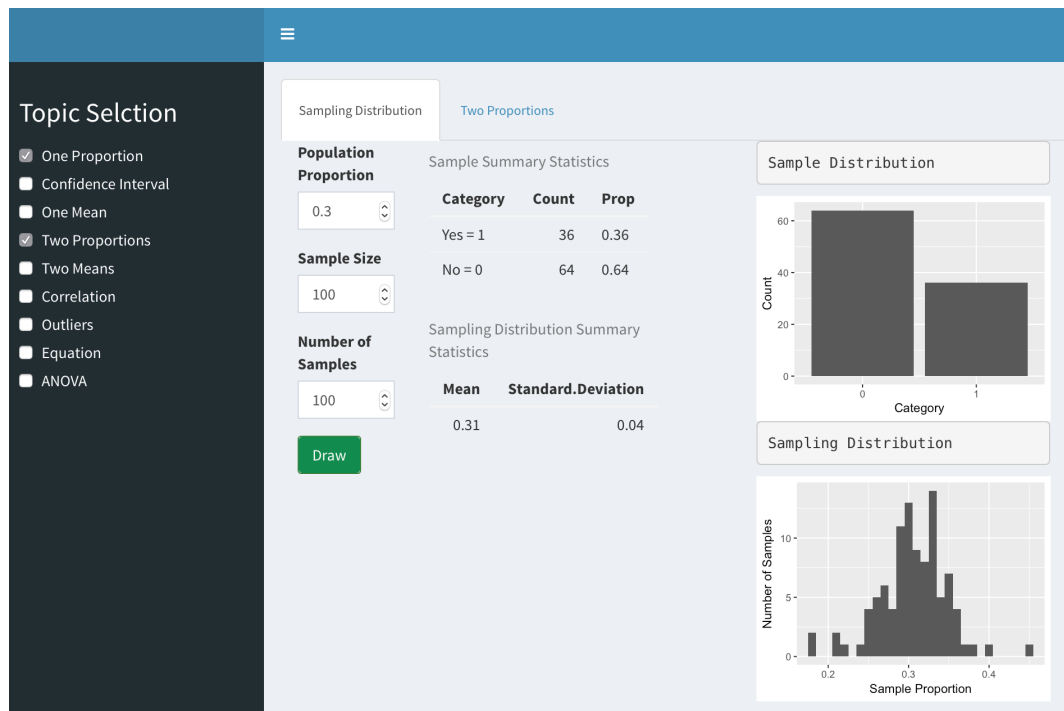 Topic Selction
One Proportion
Confidence Interval
One Mean
Two Proportions
Two Means
Correlation
Outliers
Equation
ANOVA
Sampling Distribution
Two Proportions
Population
Proportion
0.3
Sample Size
100
Number of
Samples
100
Draw
Sample Summary Statistics
Category Count Prop
Yes = 1 36 0.36
No = 0 64 0.64
Sampling Distribution Summary
Statistics
Mean Standard.Deviation
0.31 0.04
Sample Distribution
60
40
20
0
Count
0 1
Category
Sampling Distribution
10
5
0
Number of Samples
0.2 0.3 0.4
Sample Proportion